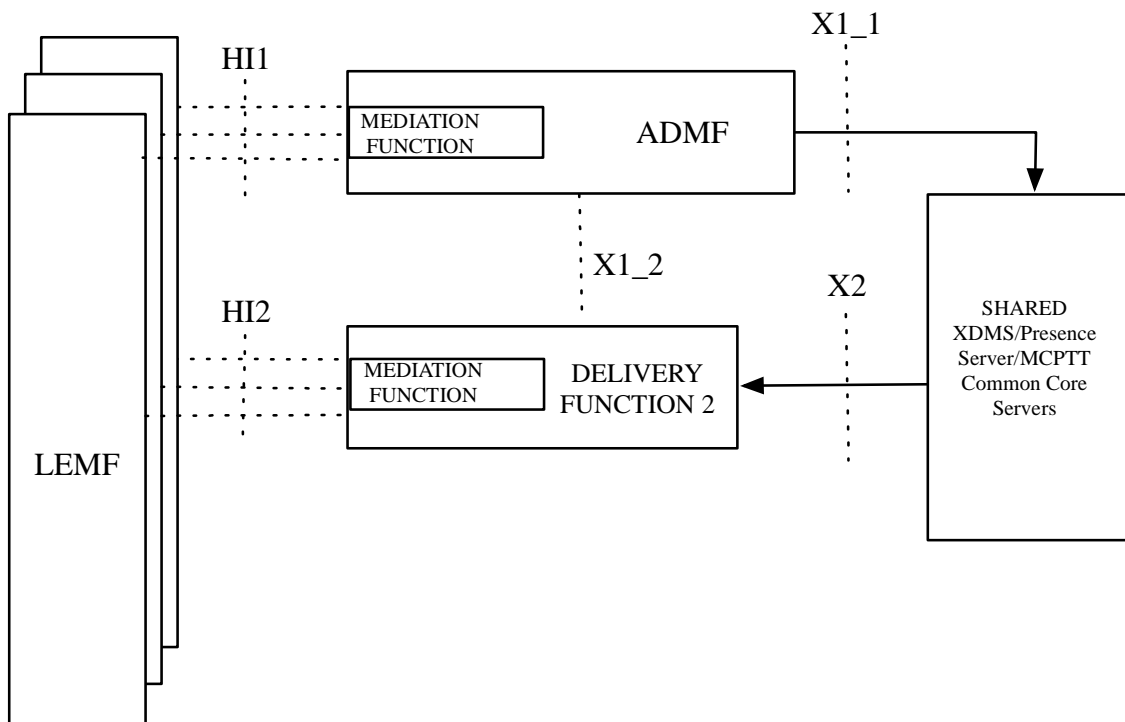 X1_1
HI1
MEDIATION
FUNCTION
ADMF
X1_2
HI2
X2
MEDIATION
FUNCTION
DELIVERY
FUNCTION 2
SHARED
XDMS/Presence
Server/MCPTT
Common Core
Servers
LEMF